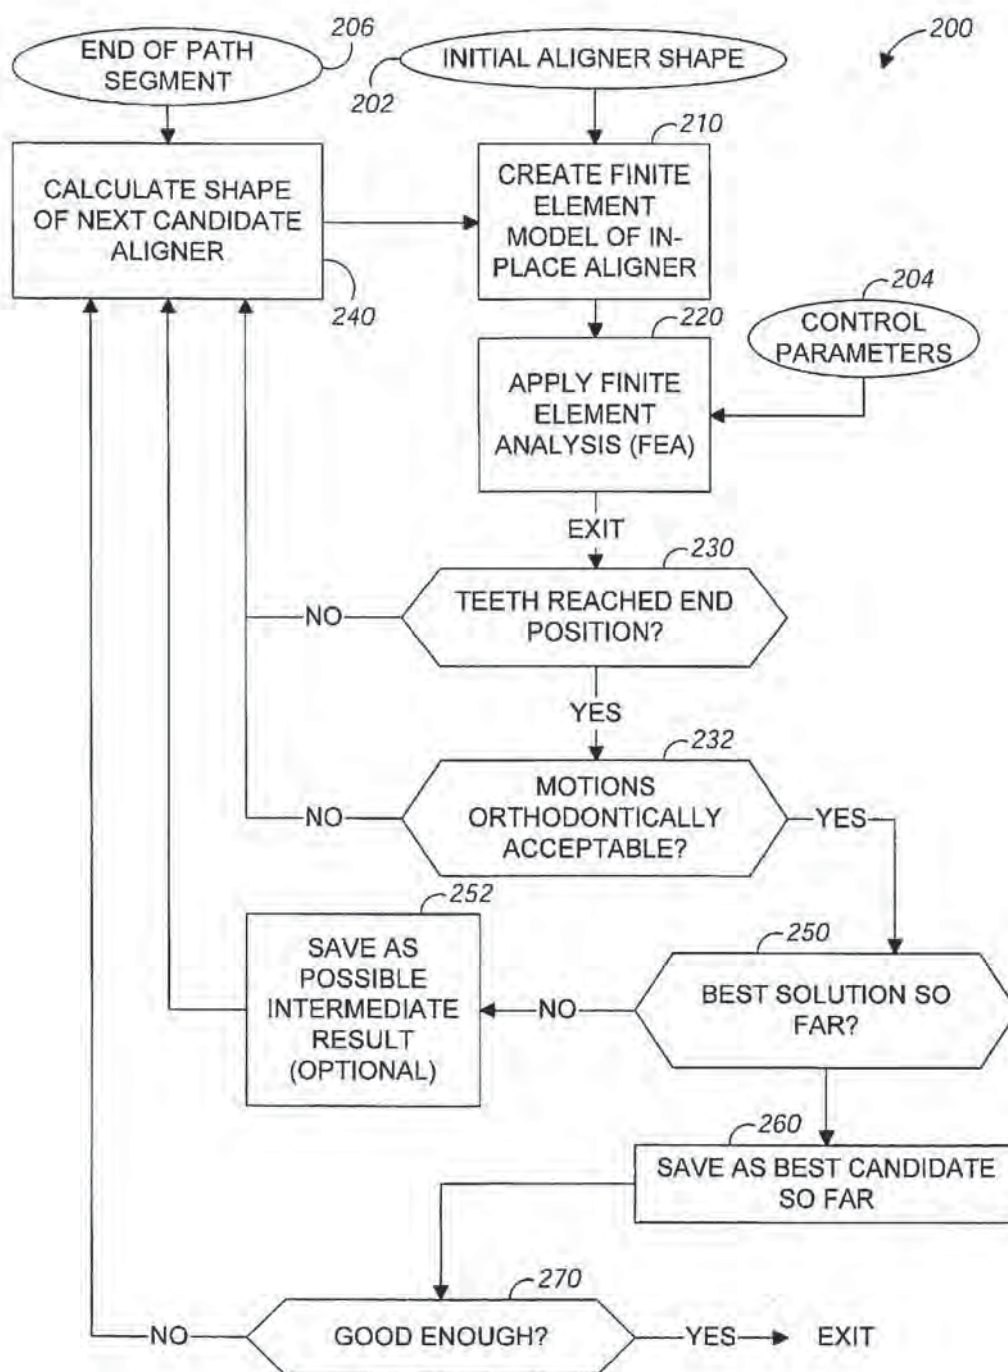 END OF PATH
SEGMENT
206
INITIAL ALIGNER SHAPE
202
200
CALCULATE SHAPE
OF NEXT CANDIDATE
ALIGNER
240
210
CREATE FINITE
ELEMENT
MODEL OF IN-
PLACE ALIGNER
204
CONTROL
PARAMETERS
220
APPLY FINITE
ELEMENT
ANALYSIS (FEA)
EXIT
230
TEETH REACHED END
POSITION?
NO
YES
232
MOTIONS
ORTHODONTICALLY
ACCEPTABLE?
NO
YES
252
SAVE AS
POSSIBLE
INTERMEDIATE
RESULT
(OPTIONAL)
250
BEST SOLUTION SO
FAR?
NO
260
SAVE AS BEST CANDIDATE
SO FAR
270
GOOD ENOUGH?
NO
YES
EXIT